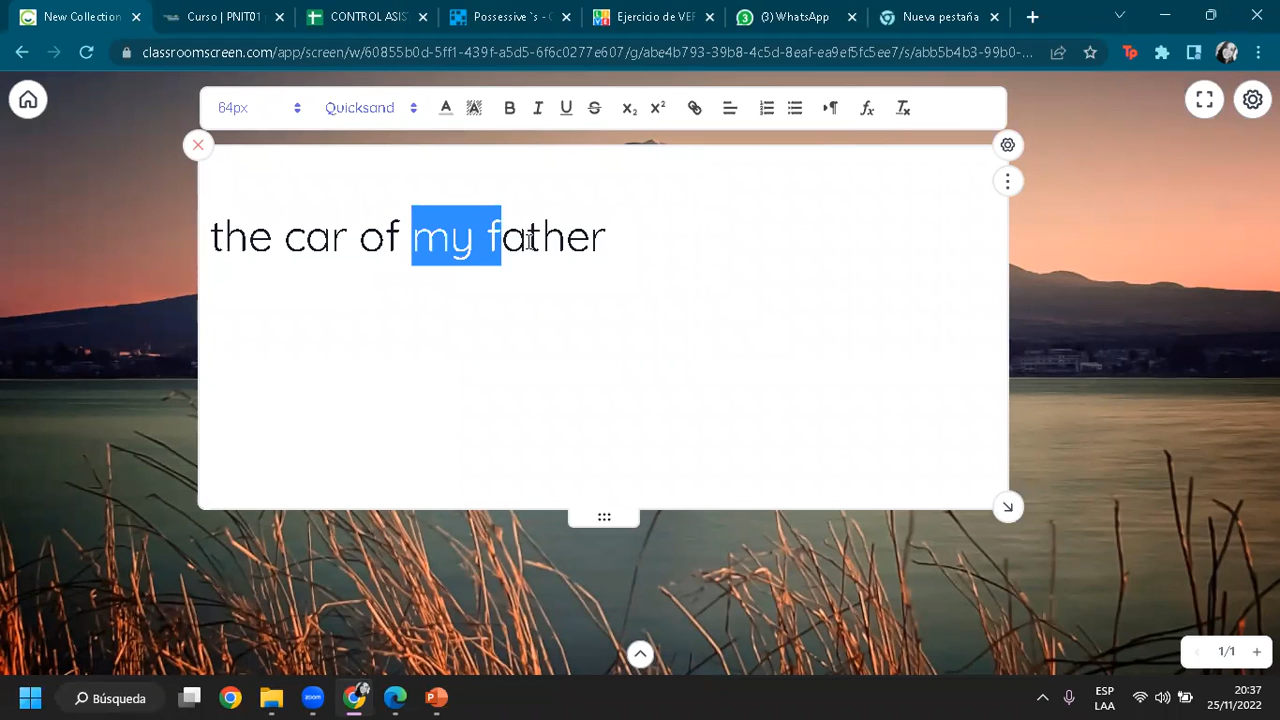 New Collection
Curso | PNIT01
CONTROL ASIS
Possessive `s - G
Ejercicio de VER
(3) WhatsApp
Nueva pestaña
classroomscreen.com/app/screen/w/60855b0d-5ff1-439f-a5d5-6f6c0277e607/g/abe4b793-39b8-4c5d-8eaf-ea9ef5fc5ee7/s/abb5b4b3-99b0-...
64px
Quicksand
the car of my father
1/1
Búsqueda
ESP
LAA
20:37
25/11/2022